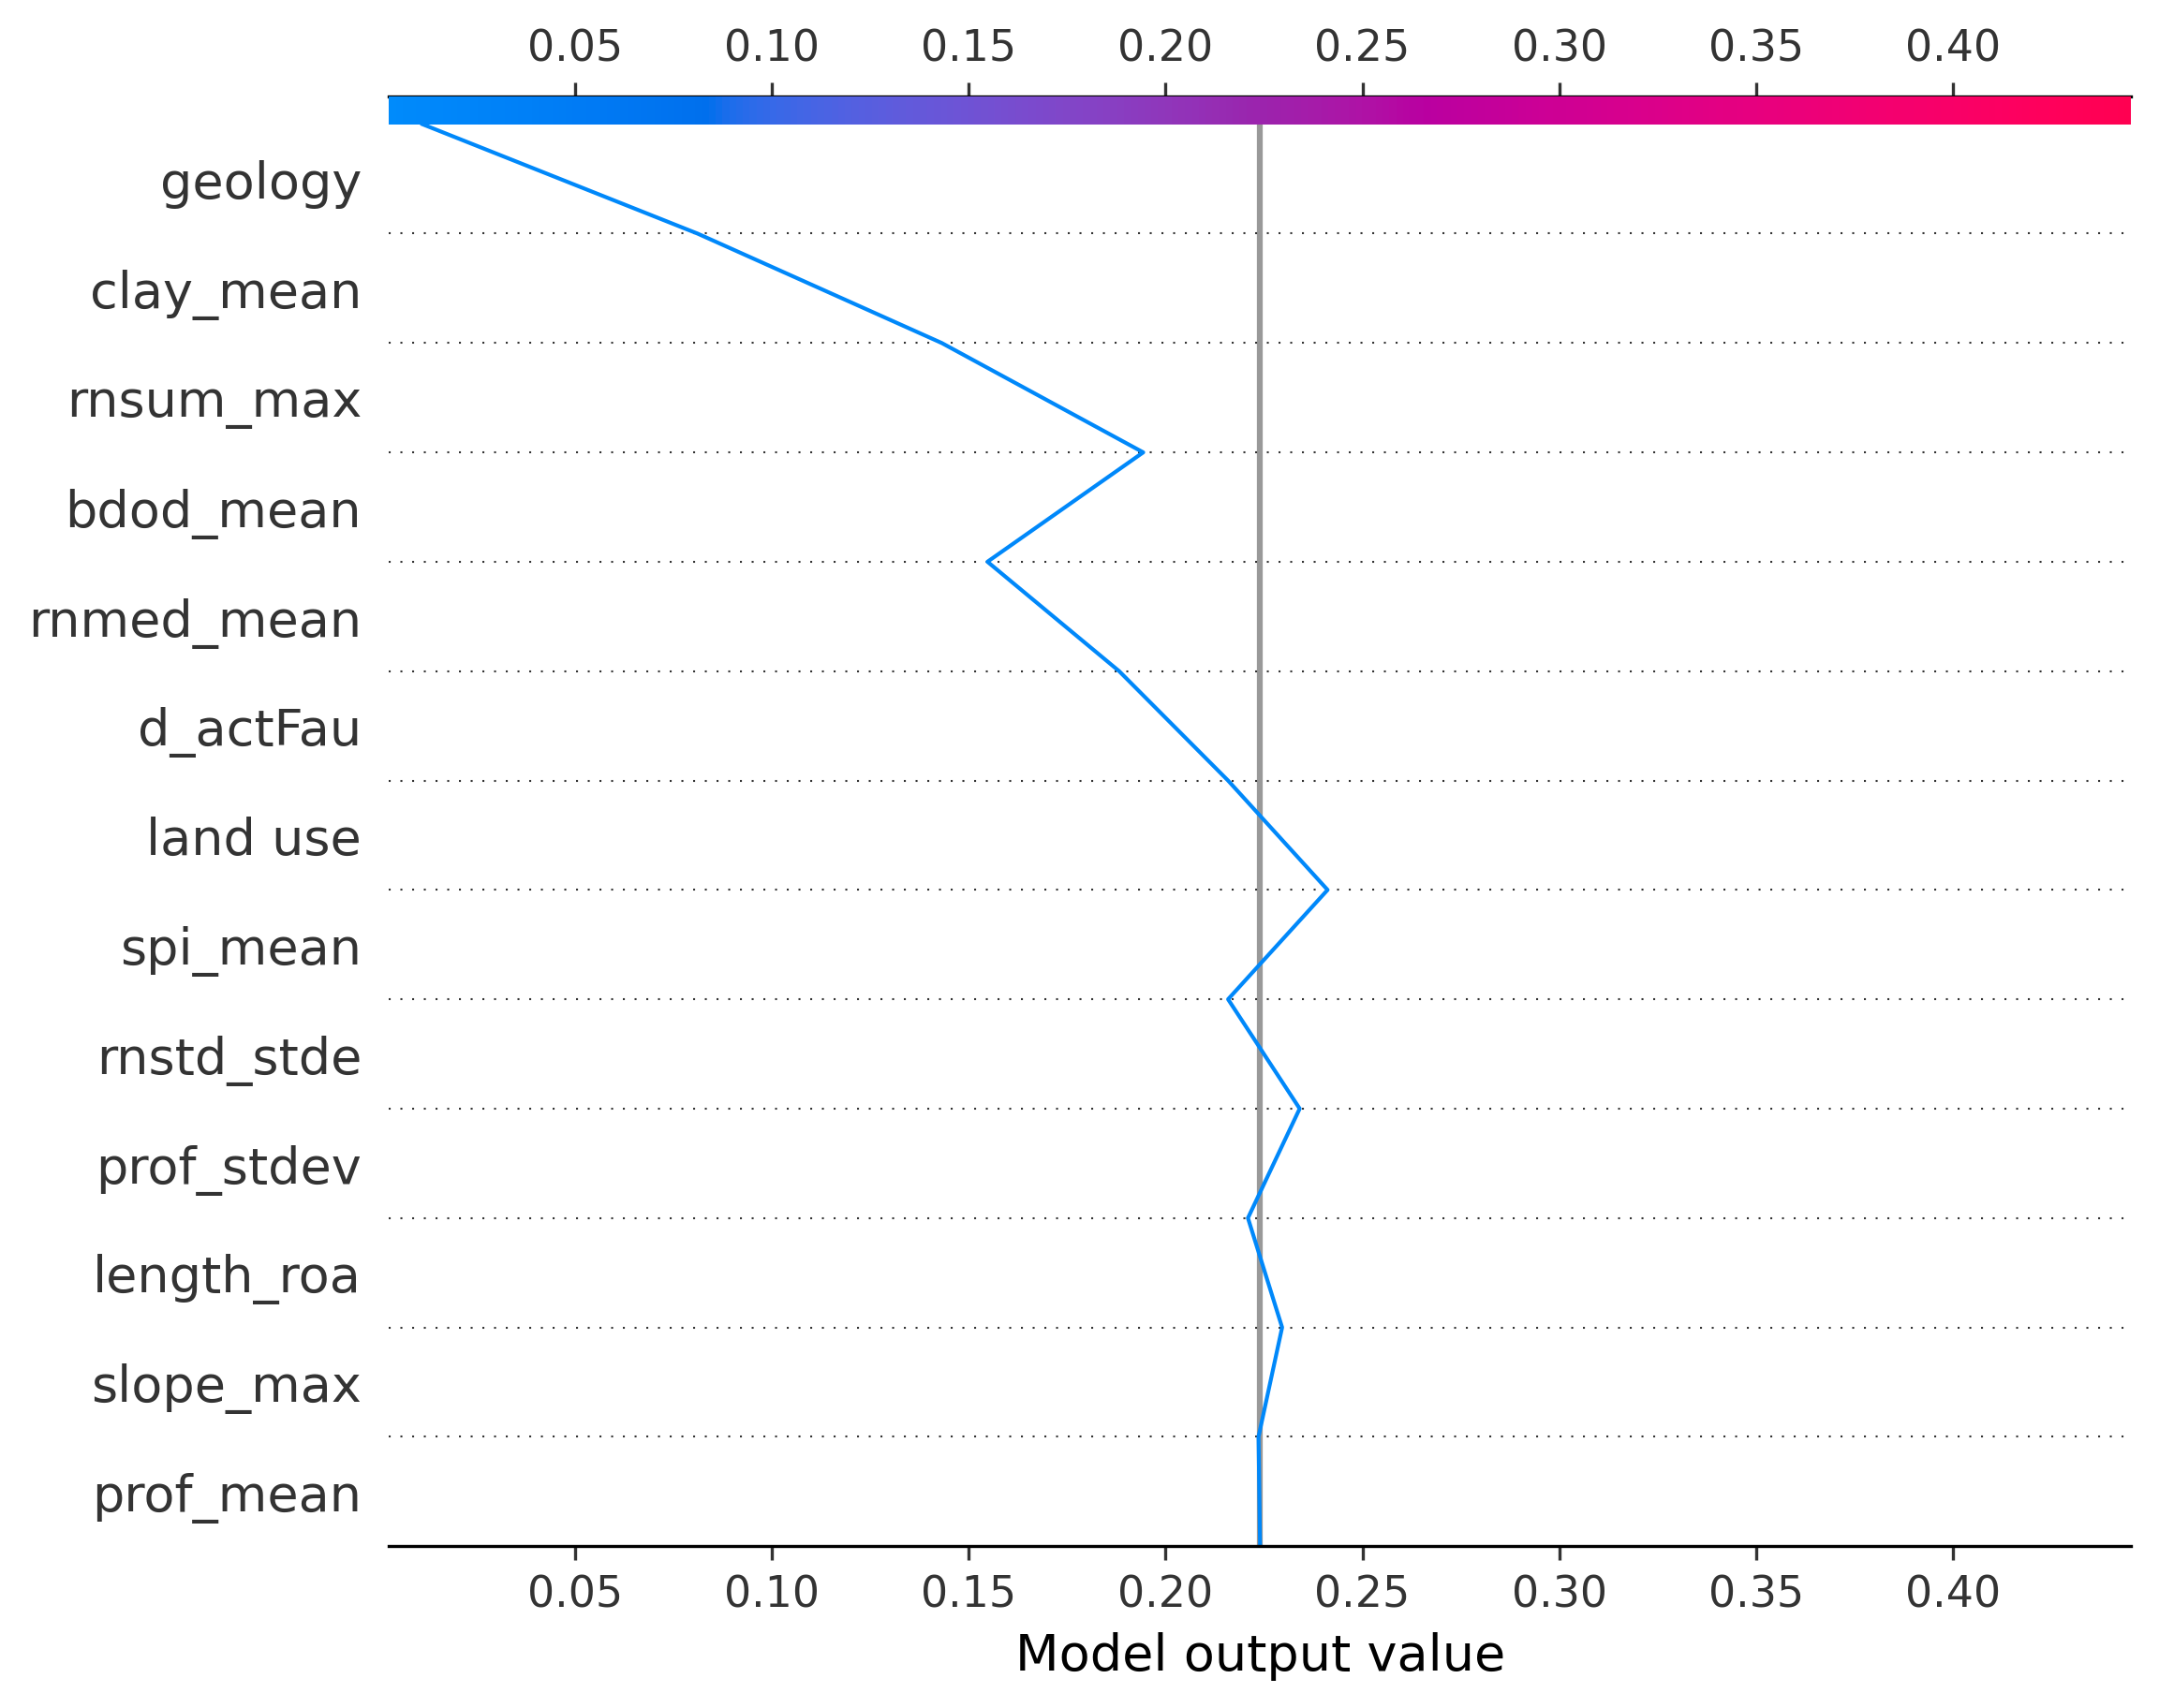 0.05 0.10 0.15 0.20 0.25 0.30 0.35 0.40
geology
clay_mean
rnsum_max
bdod_mean
rnmed_mean
d_actFau
land use
spi_mean
rnstd_stde
prof_stdev
length_roa
slope_max
prof_mean
0.05 0.10 0.15 0.20 0.25 0.30 0.35 0.40
Model output value